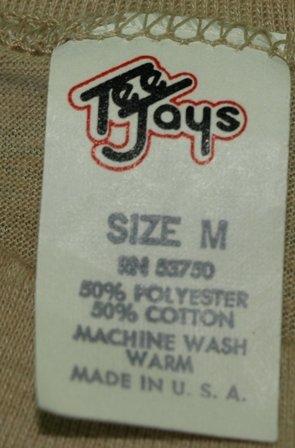 Tee
Jays
SIZE M
RN 53750
50% POLYESTER
50% COTTON
MACHINE WASH
WARM
MADE IN U. S. A.